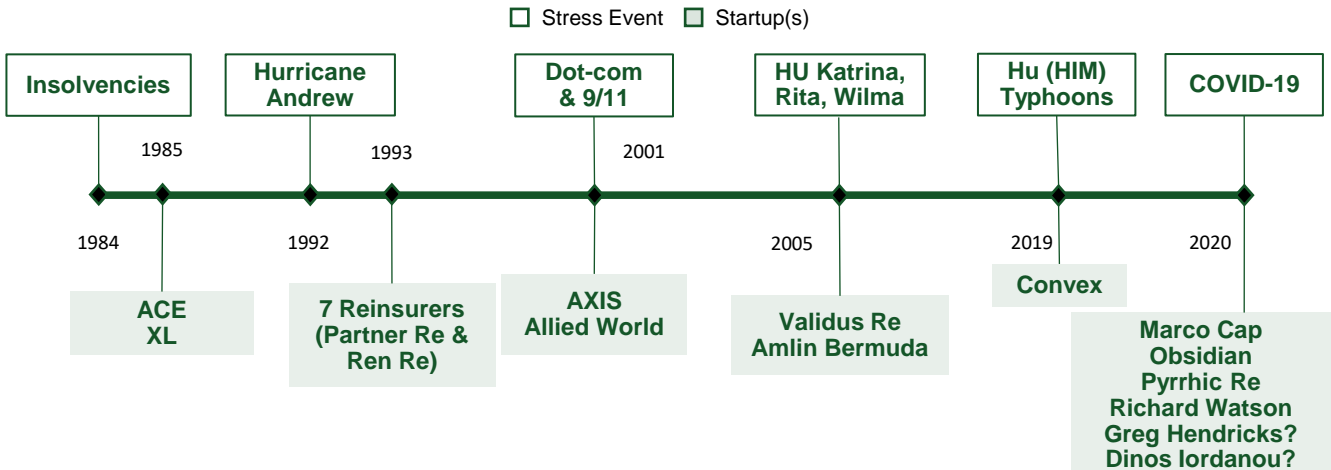 Stress Event
Startup(s)
Insolvencies
Hurricane
Andrew
Dot-com
& 9/11
HU Katrina,
Rita, Wilma
Hu (HIM)
Typhoons
COVID-19
1985
1993
2001
1984
1992
2005
2019
2020
ACE
XL
7 Reinsurers
(Partner Re &
Ren Re)
AXIS
Allied World
Validus Re
Amlin Bermuda
Convex
Marco Cap
Obsidian
Pyrrhic Re
Richard Watson
Greg Hendricks?
Dinos Iordanou?